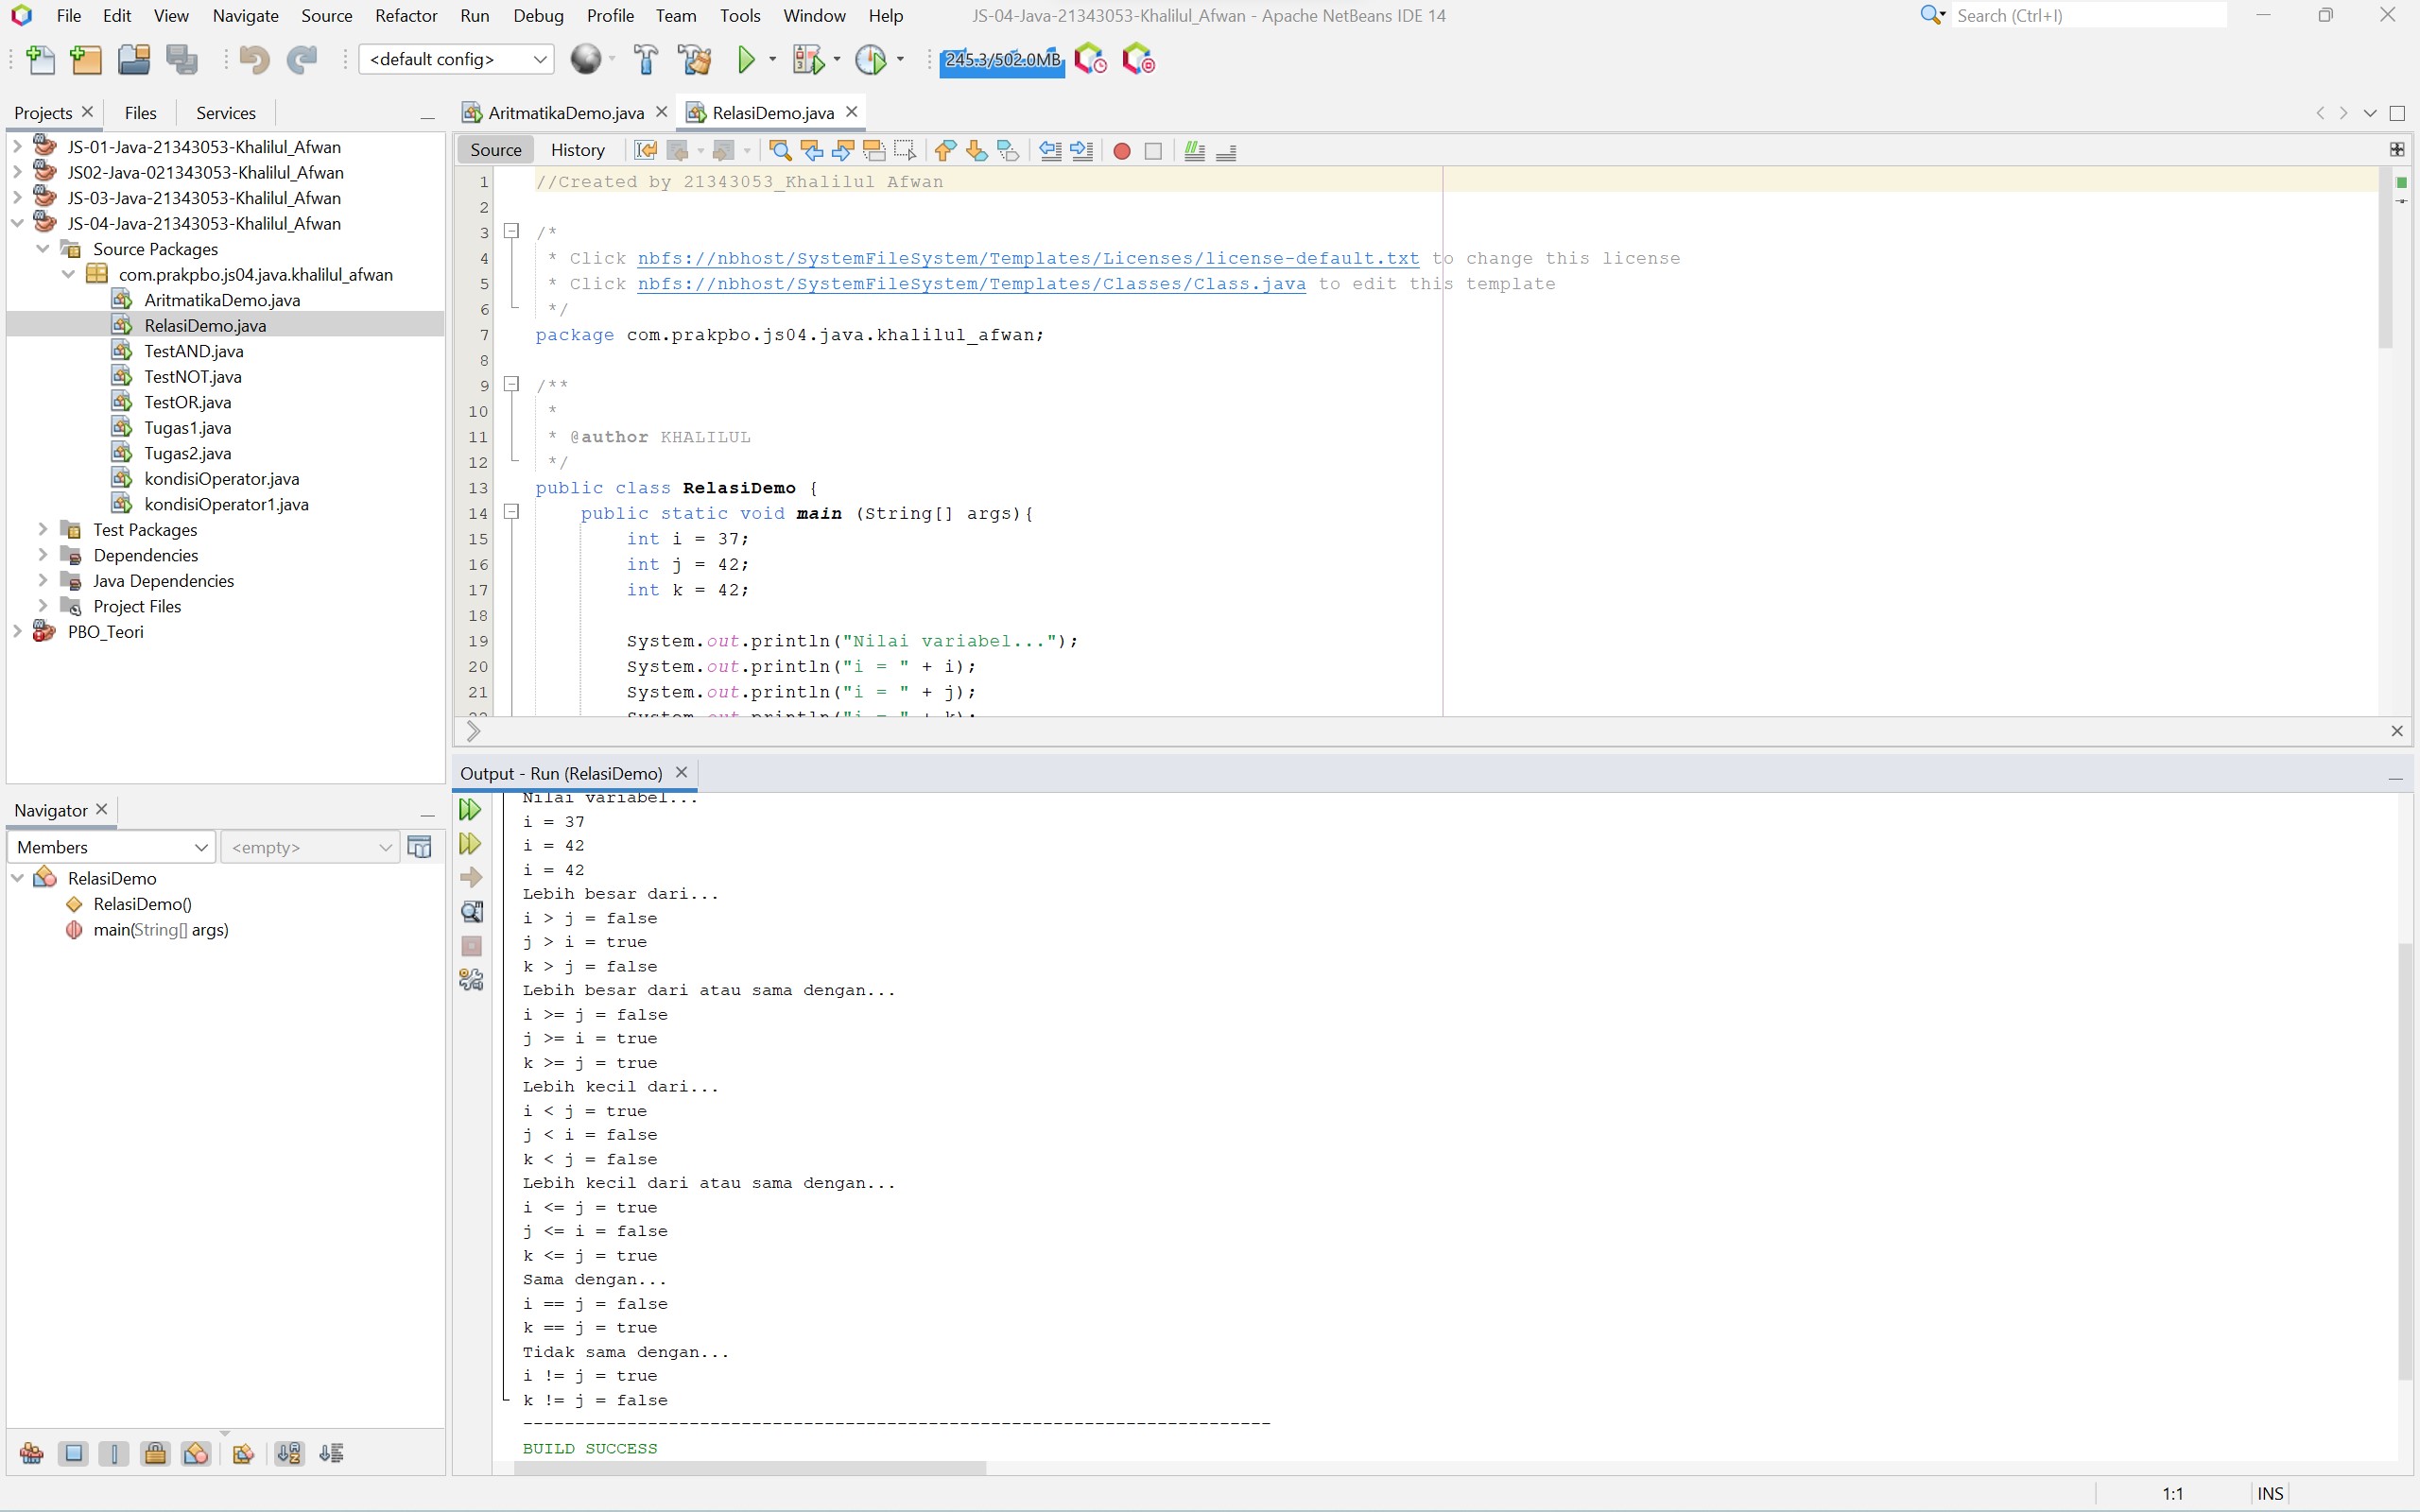 File Edit View Navigate Source Refactor Run Debug Profile Team Tools Window Help
JS-04-Java-21343053-Khalilul_Afwan - Apache NetBeans IDE 14
Search (Ctrl+I)
<default config>
245.3/502.0MB
Projects Files Services
JS-01-Java-21343053-Khalilul_Afwan
JS02-Java-021343053-Khalilul_Afwan
JS-03-Java-21343053-Khalilul_Afwan
JS-04-Java-21343053-Khalilul_Afwan
Source Packages
com.prakpbo.js04.java.khalilul_afwan
AritmatikaDemo.java
RelasiDemo.java
TestAND.java
TestNOT.java
TestOR.java
Tugas1.java
Tugas2.java
kondisiOperator.java
kondisiOperator1.java
Test Packages
Dependencies
Java Dependencies
Project Files
PBO_Teori
Navigator
Members <empty>
RelasiDemo
RelasiDemo()
main(String[] args)
AritmatikaDemo.java RelasiDemo.java
Source History
1 //Created by 21343053_Khalilul Afwan
2
3 /*
4 * Click nbfs://nbhost/SystemFileSystem/Templates/Licenses/license-default.txt to change this license
5 * Click nbfs://nbhost/SystemFileSystem/Templates/Classes/Class.java to edit this template
6 */
7 package com.prakpbo.js04.java.khalilul_afwan;
8
9 /**
10 *
11 * @author KHALILUL
12 */
13 public class RelasiDemo {
14 public static void main (String[] args){
15 int i = 37;
16 int j = 42;
17 int k = 42;
18
19 System.out.println("Nilai variabel...");
20 System.out.println("i = " + i);
21 System.out.println("i = " + j);
22 System.out.println("i = " + k);
Output - Run (RelasiDemo)
Nilai variabel...
i = 37
i = 42
i = 42
Lebih besar dari...
i > j = false
j > i = true
k > j = false
Lebih besar dari atau sama dengan...
i >= j = false
j >= i = true
k >= j = true
Lebih kecil dari...
i < j = true
j < i = false
k < j = false
Lebih kecil dari atau sama dengan...
i <= j = true
j <= i = false
k <= j = true
Sama dengan...
i == j = false
k == j = true
Tidak sama dengan...
i != j = true
k != j = false
------------------------------------------------------------------------
BUILD SUCCESS
1:1 INS